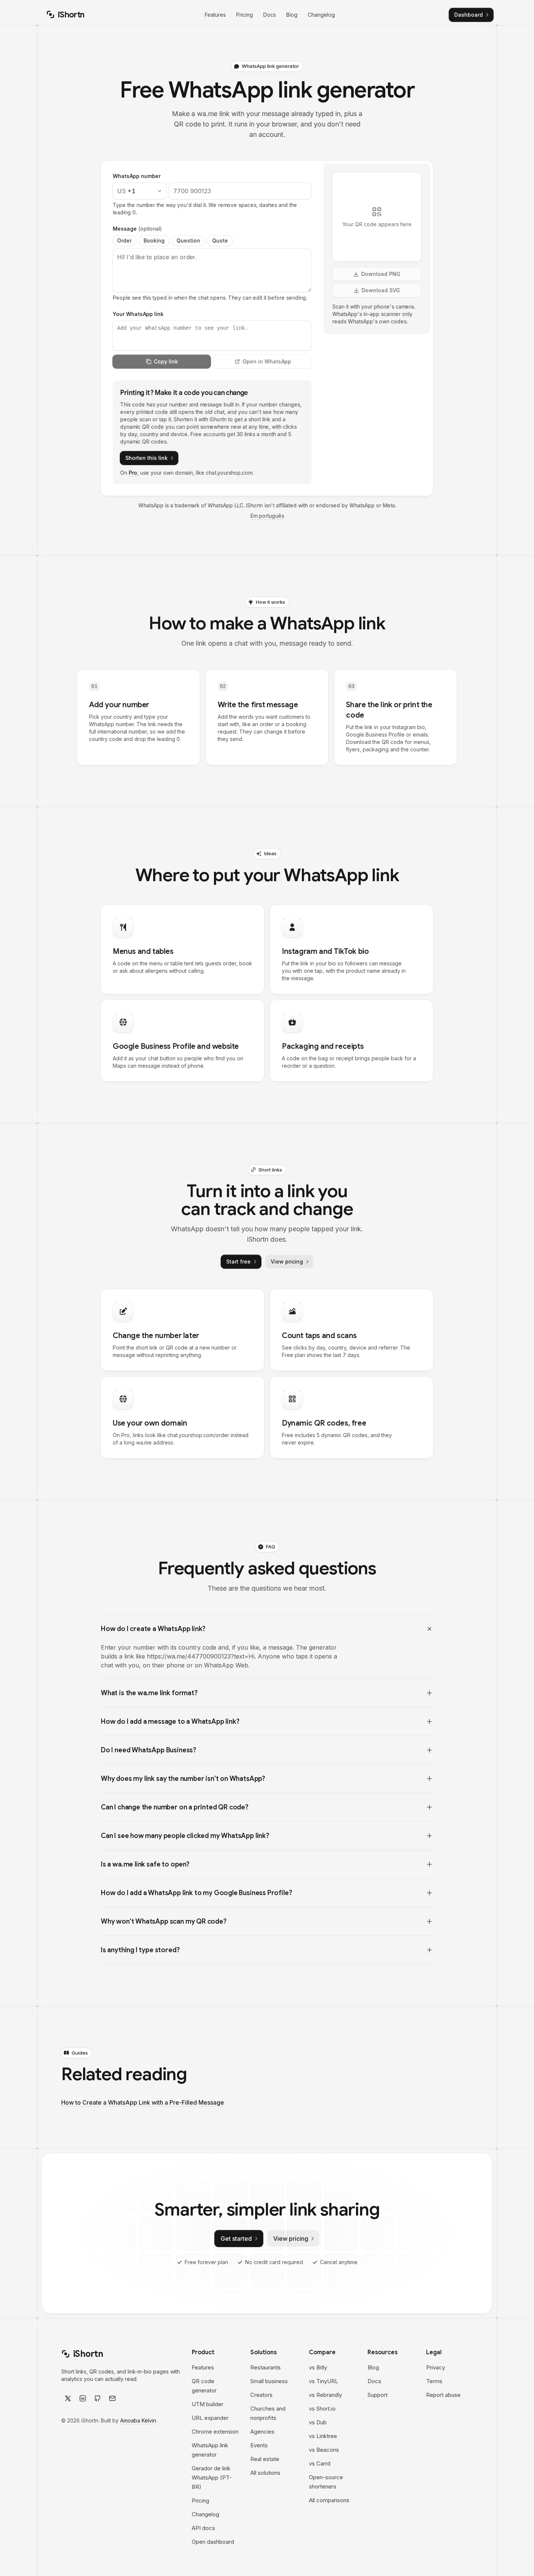 iShortn
Features
Pricing
Docs
Blog
Changelog
Dashboard
WhatsApp link generator
Free WhatsApp link generator
Make a wa.me link with your message already typed in, plus a
QR code to print. It runs in your browser, and you don't need
an account.
WhatsApp number
US +1
7700 900123
Type the number the way you'd dial it. We remove spaces, dashes and the
leading 0.
Message (optional)
Order
Booking
Question
Quote
Hi! I'd like to place an order.
People see this typed in when the chat opens. They can edit it before sending.
Your WhatsApp link
Add your WhatsApp number to see your link.
Copy link
Open in WhatsApp
Printing it? Make it a code you can change
This code has your number and message built in. If your number changes,
every printed code still opens the old chat, and you can't see how many
people scan or tap it. Shorten it with iShortn to get a short link and a
dynamic QR code you can point somewhere new at any time, with clicks
by day, country and device. Free accounts get 30 links a month and 5
dynamic QR codes.
Shorten this link
On Pro, use your own domain, like chat.yourshop.com.
Your QR code appears here
Download PNG
Download SVG
Scan it with your phone's camera.
WhatsApp's in-app scanner only
reads WhatsApp's own codes.
WhatsApp is a trademark of WhatsApp LLC. iShortn isn't affiliated with or endorsed by WhatsApp or Meta.
Em português
How it works
How to make a WhatsApp link
One link opens a chat with you, message ready to send.
01
Add your number
Pick your country and type your
WhatsApp number. The link needs the
full international number, so we add the
country code and drop the leading 0.
02
Write the first message
Add the words you want customers to
start with, like an order or a booking
request. They can change it before
they send.
03
Share the link or print the
code
Put the link in your Instagram bio,
Google Business Profile or emails.
Download the QR code for menus,
flyers, packaging and the counter.
Ideas
Where to put your WhatsApp link
Menus and tables
A code on the menu or table tent lets guests order, book
or ask about allergens without calling.
Instagram and TikTok bio
Put the link in your bio so followers can message
you with one tap, with the product name already in
the message.
Google Business Profile and website
Add it as your chat button so people who find you on
Maps can message instead of phone.
Packaging and receipts
A code on the bag or receipt brings people back for a
reorder or a question.
Short links
Turn it into a link you
can track and change
WhatsApp doesn't tell you how many people tapped your link.
iShortn does.
Start free
View pricing
Change the number later
Point the short link or QR code at a new number or
message without reprinting anything.
Count taps and scans
See clicks by day, country, device and referrer. The
Free plan shows the last 7 days.
Use your own domain
On Pro, links look like chat.yourshop.com/order instead
of a long wa.me address.
Dynamic QR codes, free
Free includes 5 dynamic QR codes, and they
never expire.
FAQ
Frequently asked questions
These are the questions we hear most.
How do I create a WhatsApp link?
Enter your number with its country code and, if you like, a message. The generator
builds a link like https://wa.me/447700900123?text=Hi. Anyone who taps it opens a
chat with you, on their phone or on WhatsApp Web.
What is the wa.me link format?
How do I add a message to a WhatsApp link?
Do I need WhatsApp Business?
Why does my link say the number isn't on WhatsApp?
Can I change the number on a printed QR code?
Can I see how many people clicked my WhatsApp link?
Is a wa.me link safe to open?
How do I add a WhatsApp link to my Google Business Profile?
Why won't WhatsApp scan my QR code?
Is anything I type stored?
Guides
Related reading
How to Create a WhatsApp Link with a Pre-Filled Message
Smarter, simpler link sharing
Get started
View pricing
Free forever plan
No credit card required
Cancel anytime
iShortn
Short links, QR codes, and link-in-bio pages with
analytics you can actually read.
© 2026 iShortn. Built by Amoaba Kelvin.
Product
Features
QR code
generator
UTM builder
URL expander
Chrome extension
WhatsApp link
generator
Gerador de link
WhatsApp (PT-
BR)
Pricing
Changelog
API docs
Open dashboard
Solutions
Restaurants
Small business
Creators
Churches and
nonprofits
Agencies
Events
Real estate
All solutions
Compare
vs Bitly
vs TinyURL
vs Rebrandly
vs Short.io
vs Dub
vs Linktree
vs Beacons
vs Carrd
Open-source
shorteners
All comparisons
Resources
Blog
Docs
Support
Legal
Privacy
Terms
Report abuse